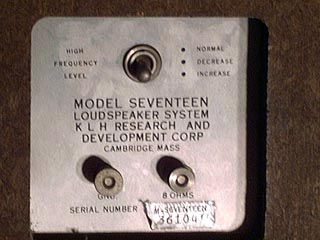 HIGH
FREQUENCY
LEVEL
NORMAL
DECREASE
INCREASE
MODEL SEVENTEEN
LOUDSPEAKER SYSTEM
K L H RESEARCH AND
DEVELOPMENT CORP
CAMBRIDGE MASS
GND. 8 OHMS
SERIAL NUMBER
SEVENTEEN